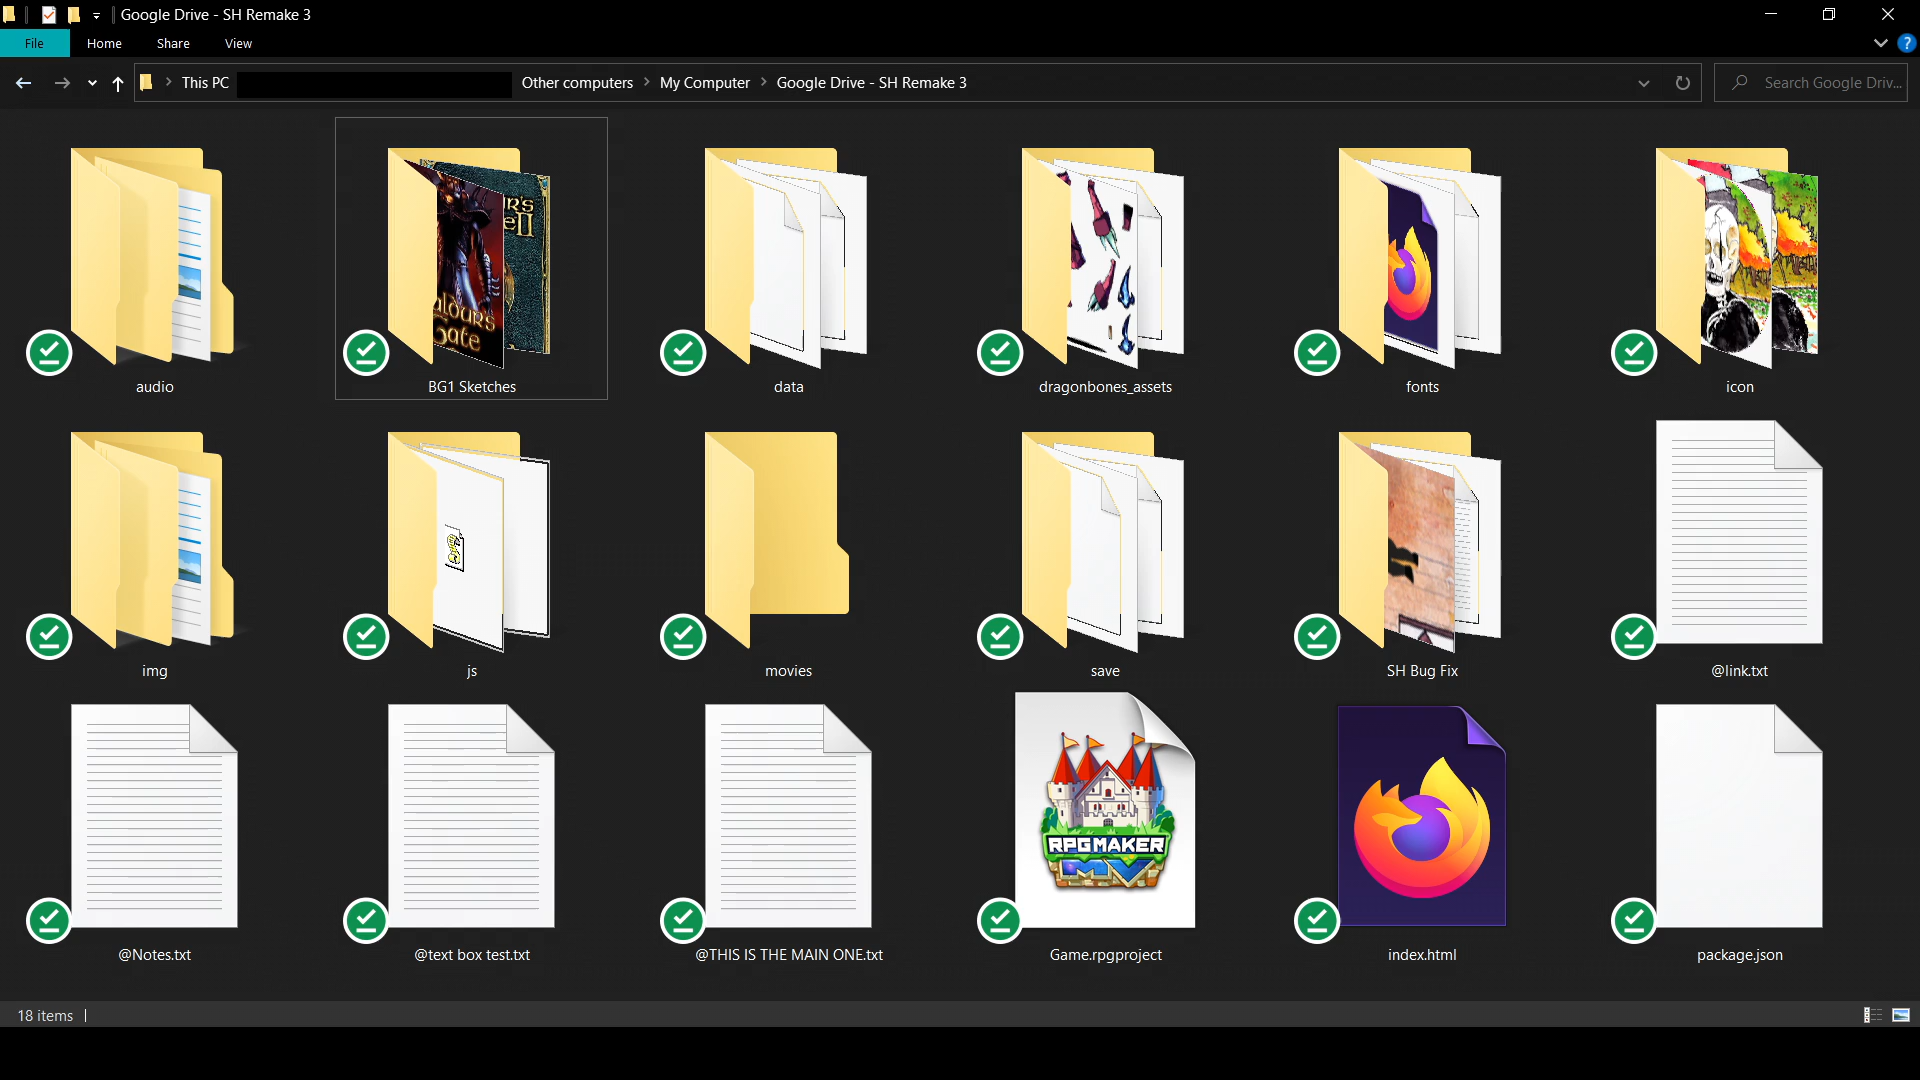 Google Drive - SH Remake 3
File Home Share View
This PC Other computers My Computer Google Drive - SH Remake 3 Search Google Driv...
audio BG1 Sketches data dragonbones_assets fonts icon
img js movies save SH Bug Fix @link.txt
RPG MAKER
MV
@Notes.txt @text box test.txt @THIS IS THE MAIN ONE.txt Game.rpgproject index.html package.json
18 items